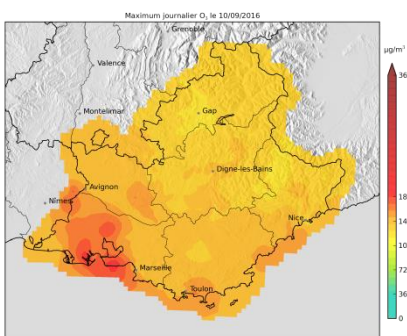 Maximum journalier O₃ le 10/09/2016
Grenoble
µg/m³
Valence
36
Montelimar
Gap
Digne-les-Bains
Avignon
Nîmes
18
Nice
14
10
Marseille
72
Toulon
36
0